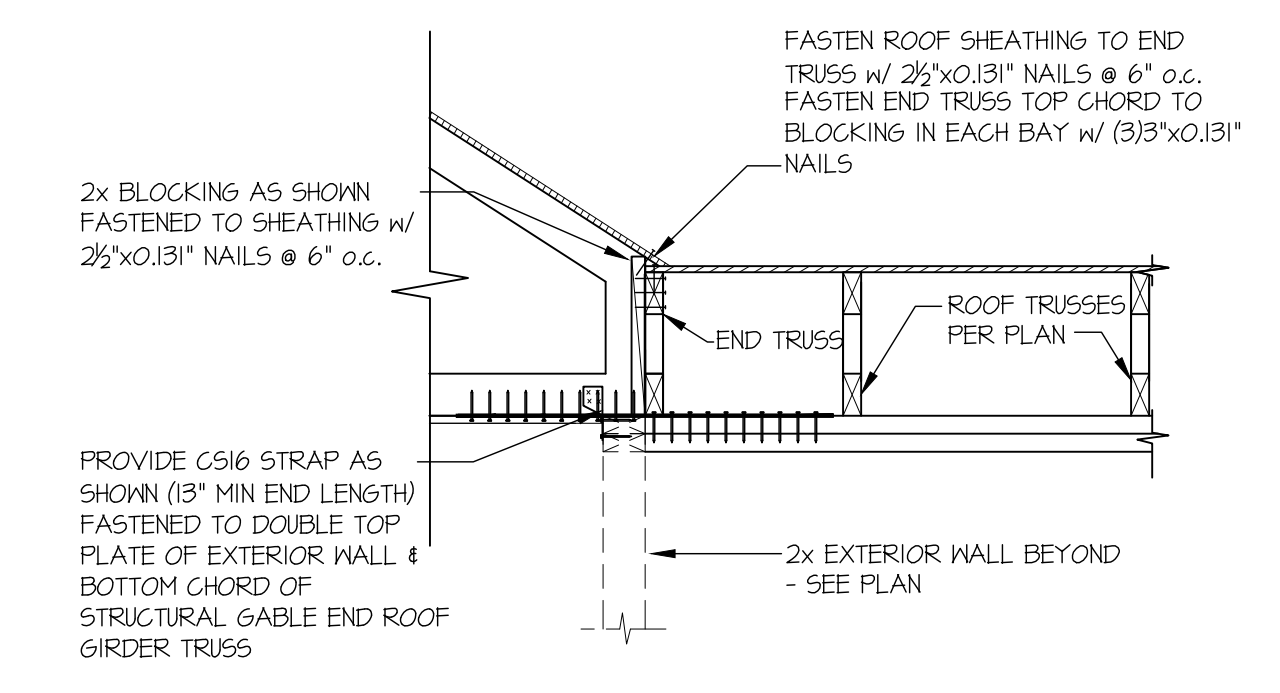 FASTEN ROOF SHEATHING TO END
TRUSS w/ 2½"x0.131" NAILS @ 6" o.c.
FASTEN END TRUSS TOP CHORD TO
BLOCKING IN EACH BAY w/ (3)3"x0.131"
NAILS
2x BLOCKING AS SHOWN
FASTENED TO SHEATHING w/
2½"x0.131" NAILS @ 6" o.c.
ROOF TRUSSES
PER PLAN
END TRUSS
PROVIDE CS16 STRAP AS
SHOWN (13" MIN END LENGTH)
FASTENED TO DOUBLE TOP
PLATE OF EXTERIOR WALL &
BOTTOM CHORD OF
STRUCTURAL GABLE END ROOF
GIRDER TRUSS
2x EXTERIOR WALL BEYOND
- SEE PLAN